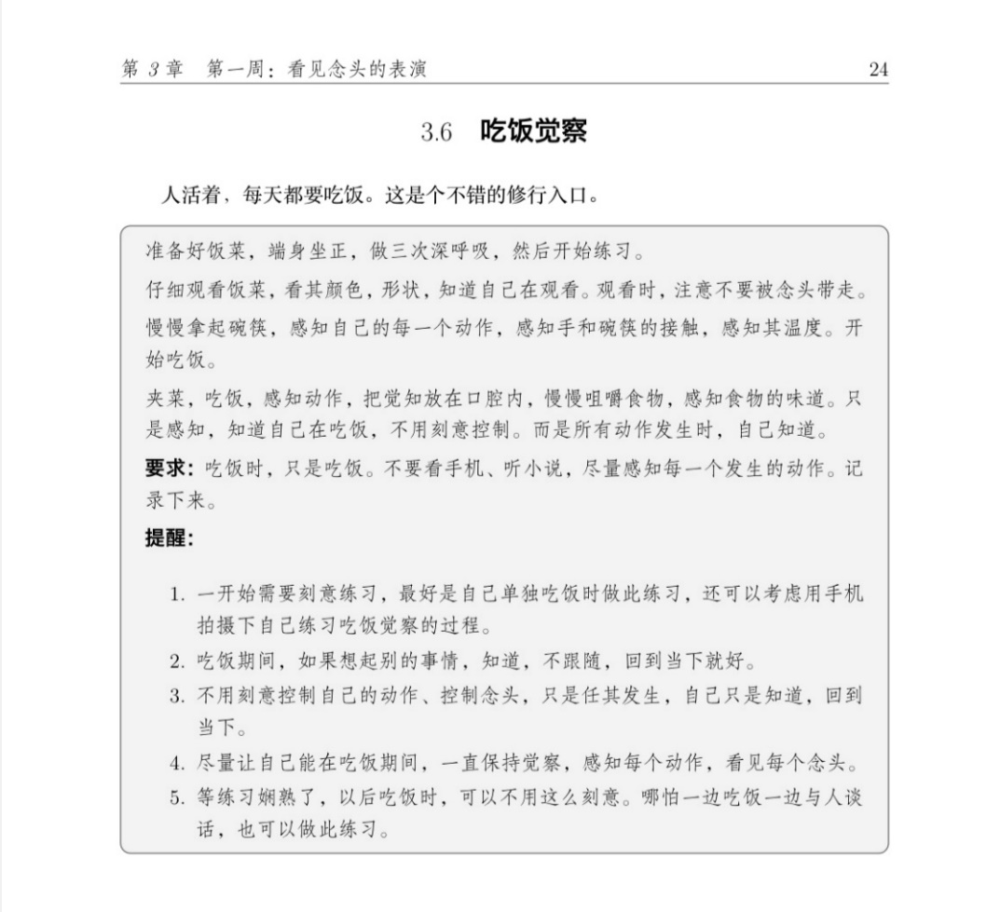 第 3 章　第一周：看见念头的表演　24
3.6　吃饭觉察
人活着，每天都要吃饭。这是个不错的修行入口。
准备好饭菜，端身坐正，做三次深呼吸，然后开始练习。
仔细观看饭菜，看其颜色，形状，知道自己在观看。观看时，注意不要被念头带走。
慢慢拿起碗筷，感知自己的每一个动作，感知手和碗筷的接触，感知其温度。开
始吃饭。
夹菜，吃饭，感知动作，把觉知放在口腔内，慢慢咀嚼食物，感知食物的味道。只
是感知，知道自己在吃饭，不用刻意控制。而是所有动作发生时，自己知道。
要求：吃饭时，只是吃饭。不要看手机、听小说，尽量感知每一个发生的动作。记
录下来。
提醒：
1. 一开始需要刻意练习，最好是自己单独吃饭时做此练习，还可以考虑用手机
拍摄下自己练习吃饭觉察的过程。
2. 吃饭期间，如果想起别的事情，知道，不跟随，回到当下就好。
3. 不用刻意控制自己的动作、控制念头，只是任其发生，自己只是知道，回到
当下。
4. 尽量让自己能在吃饭期间，一直保持觉察，感知每个动作，看见每个念头。
5. 等练习娴熟了，以后吃饭时，可以不用这么刻意。哪怕一边吃饭一边与人谈
话，也可以做此练习。